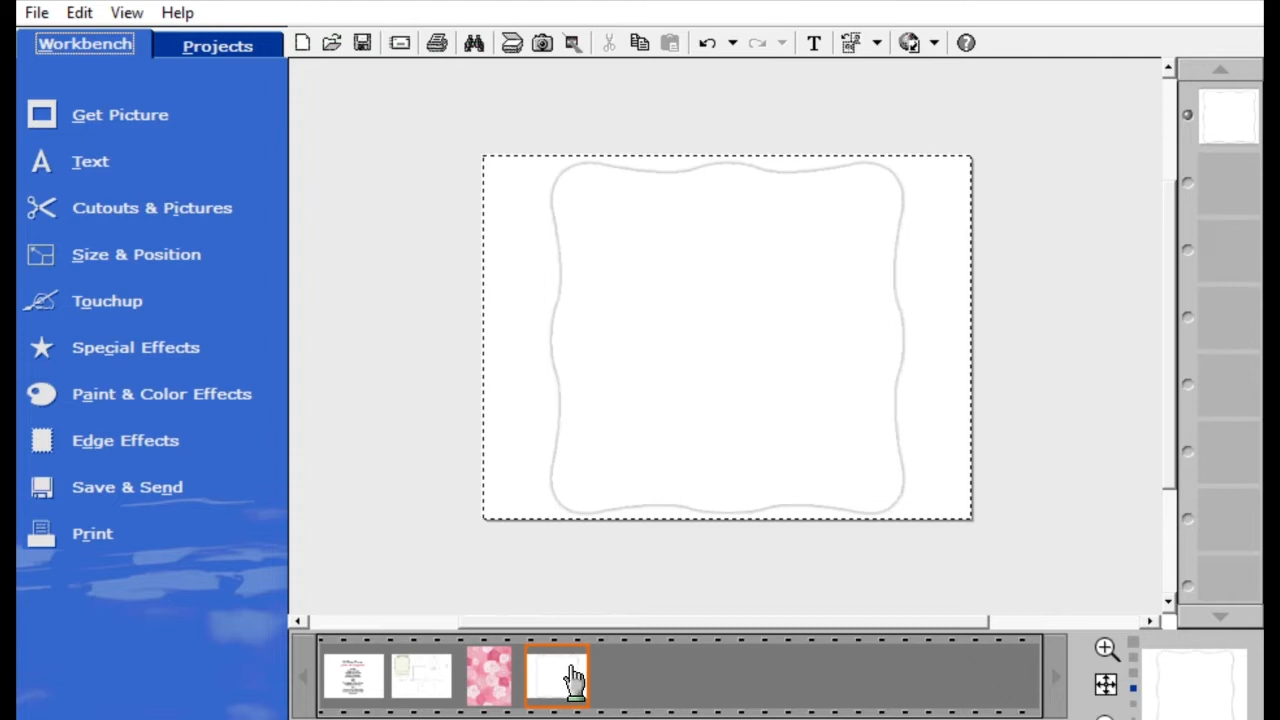 File Edit View Help
Workbench Projects
Get Picture
Text
Cutouts & Pictures
Size & Position
Touchup
Special Effects
Paint & Color Effects
Edge Effects
Save & Send
Print